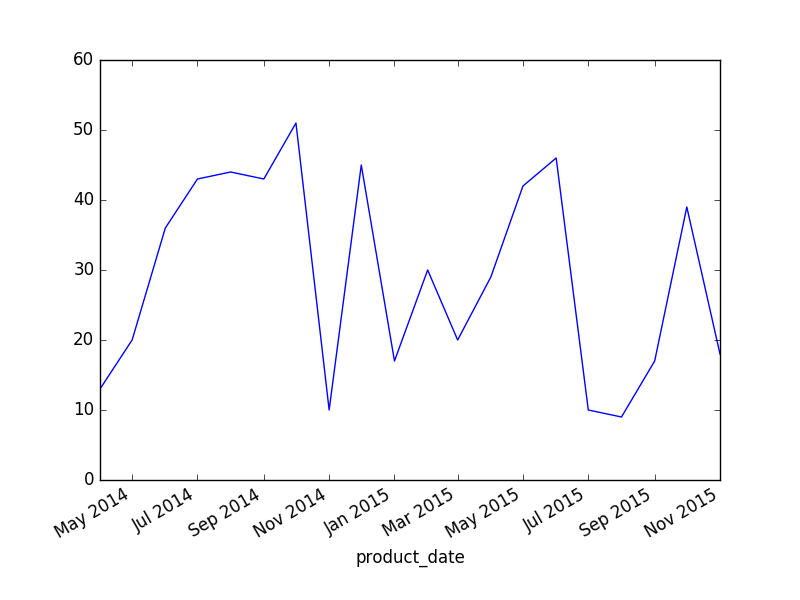 60
50
40
30
20
10
0
May 2014
Jul 2014
Sep 2014
Nov 2014
Jan 2015
Mar 2015
May 2015
Jul 2015
Sep 2015
Nov 2015
product_date